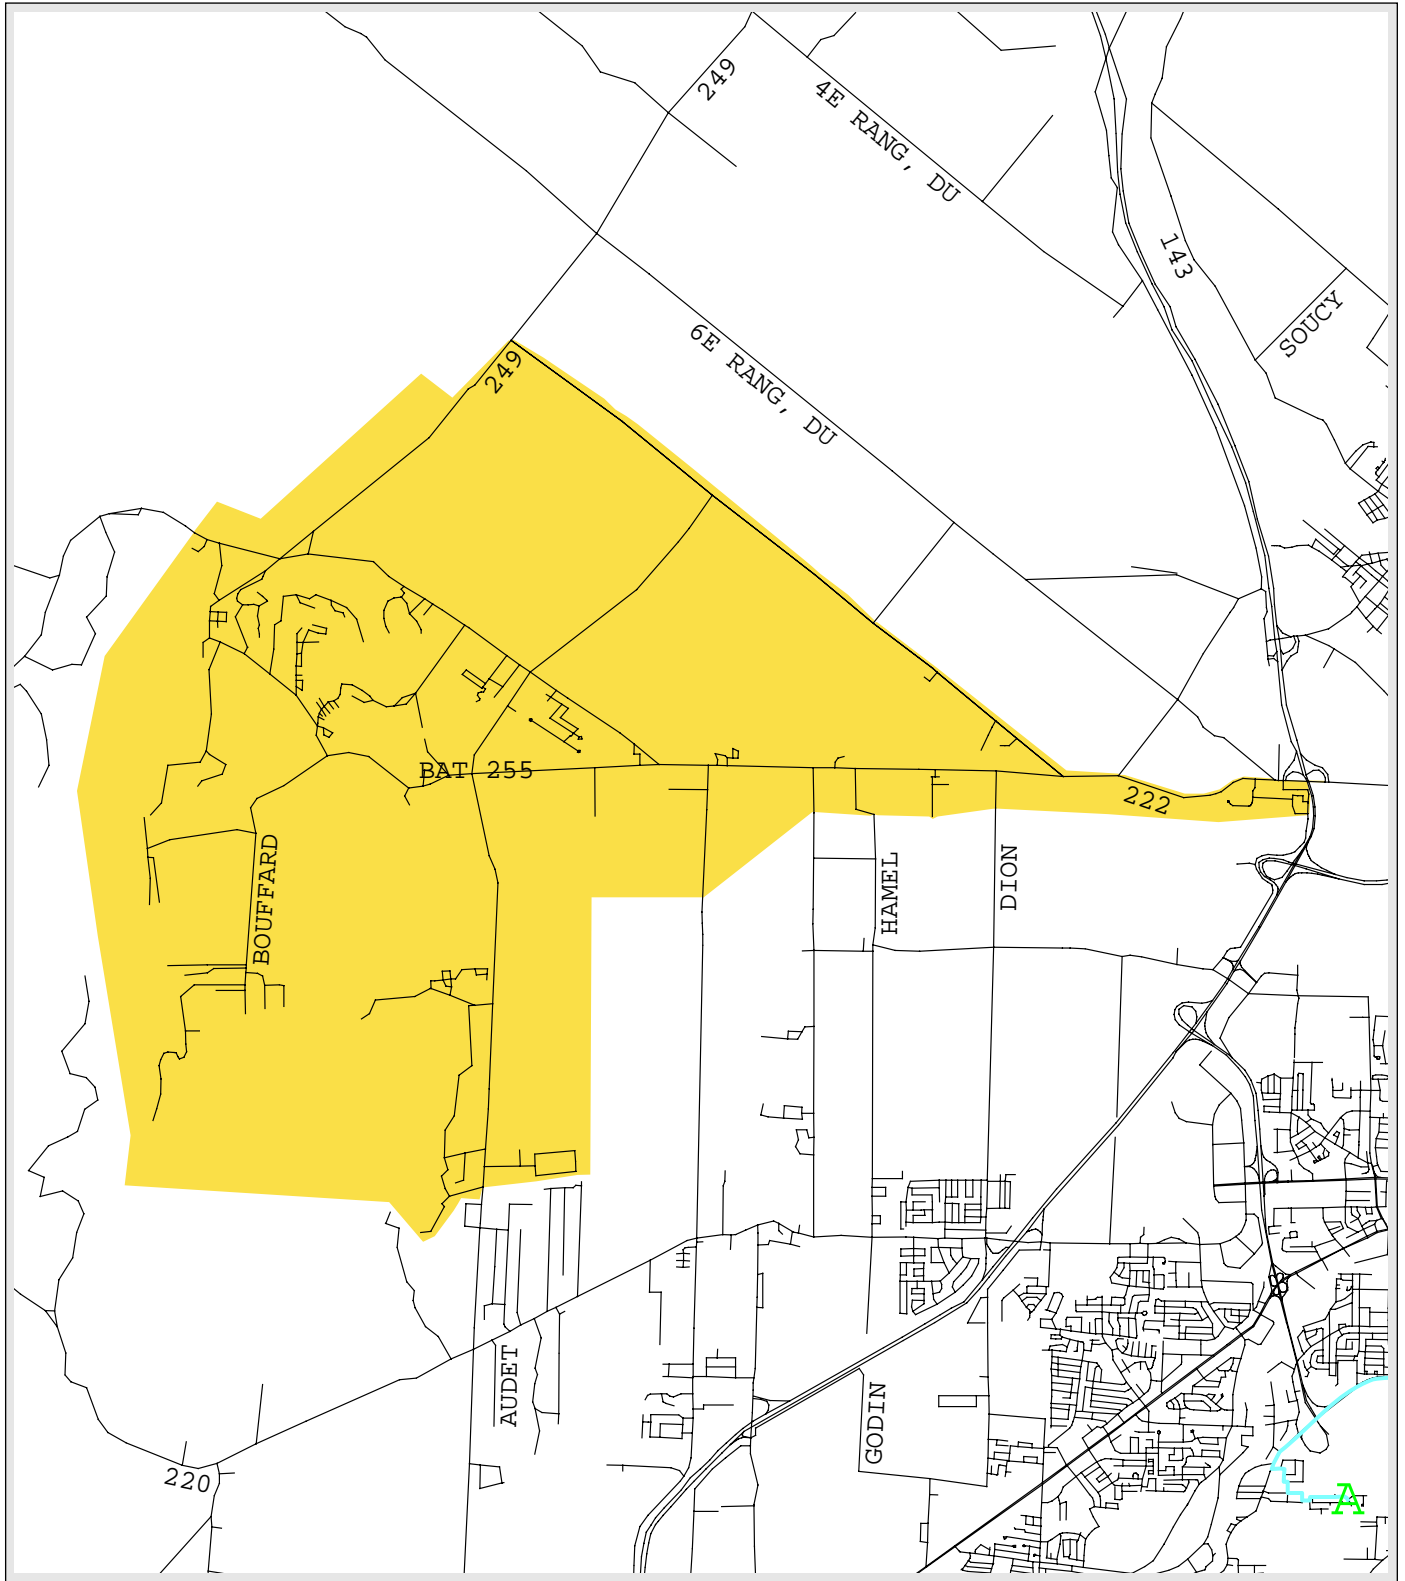 249
4E RANG, DU
143
SOUCY
6E RANG, DU
249
BAT 255
222
BOUFFARD
HAMEL
DION
AUDET
GODIN
220
A